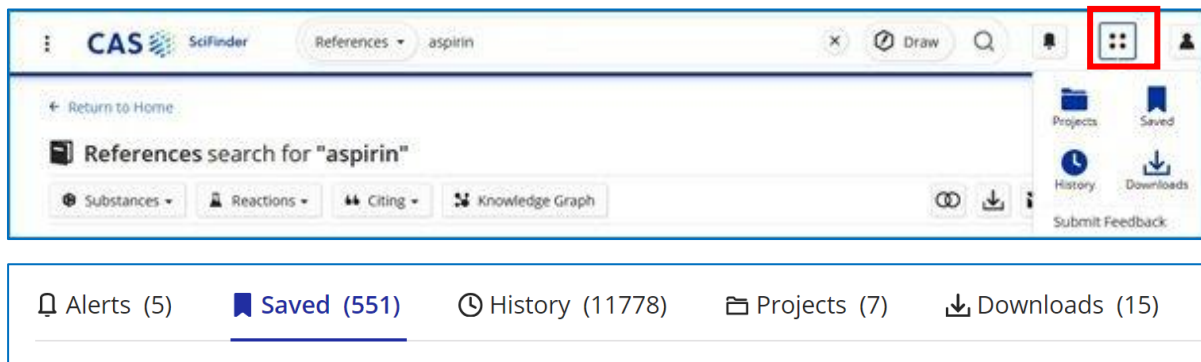 CAS SciFinder References aspirin Draw
Return to Home
Projects Saved
References search for "aspirin"
History Downloads
Substances Reactions Citing Knowledge Graph
Submit Feedback
Alerts (5) Saved (551) History (11778) Projects (7) Downloads (15)